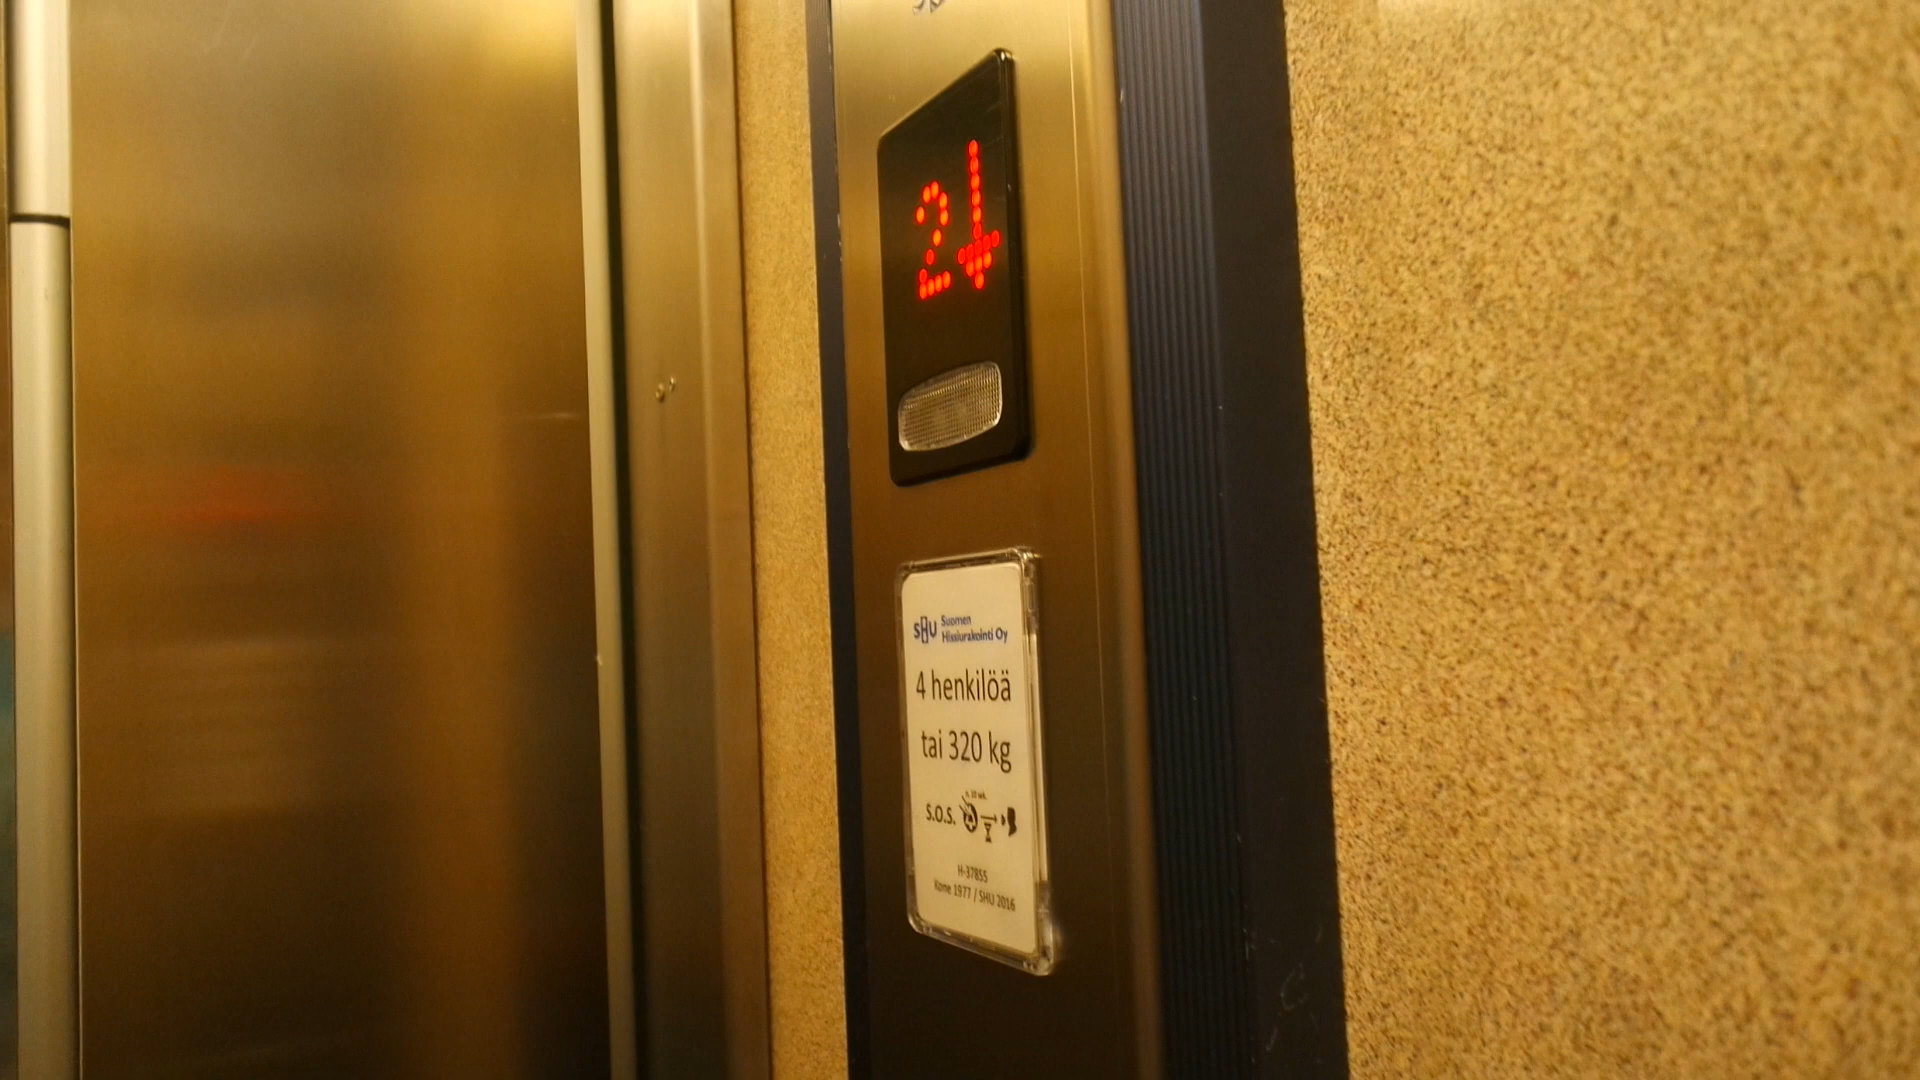 2↓
SHU Suomen
Hissiurakointi Oy
4 henkilöä
tai 320 kg
S.O.S.
H-37855
Kone 1977 / SHU 2016